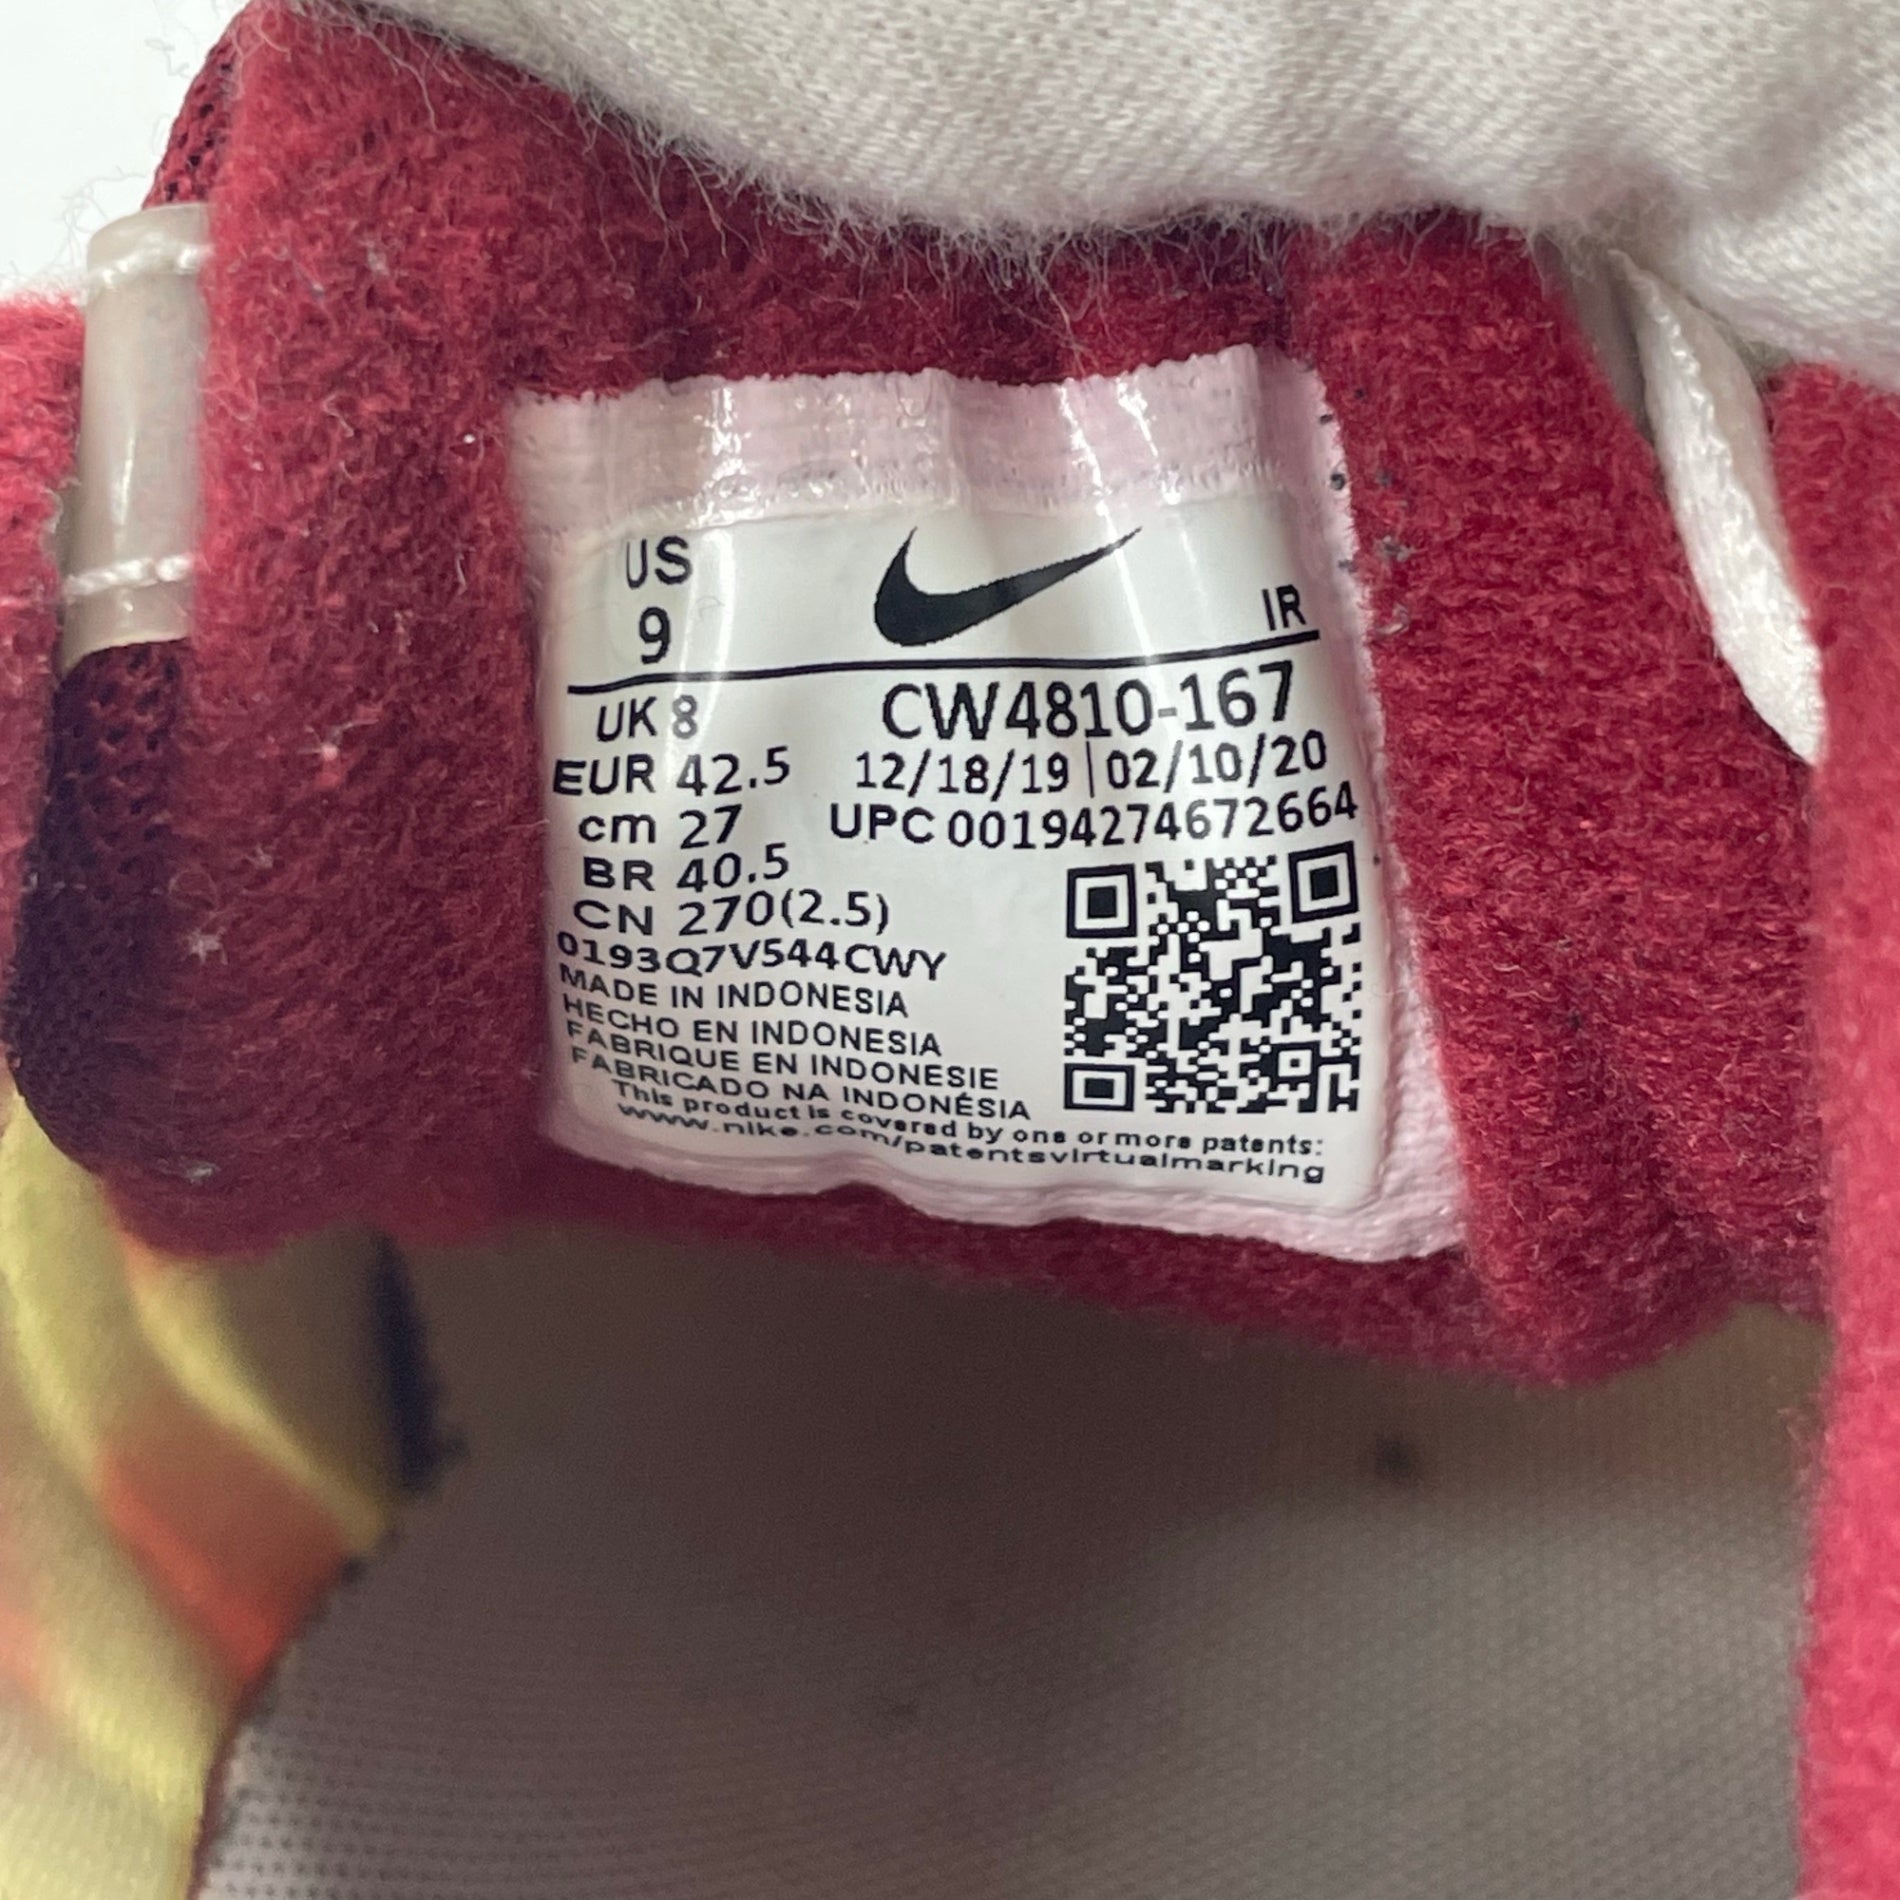 US
9
IR
UK 8
CW4810-167
EUR 42.5
12/18/19 | 02/10/20
cm 27
UPC 00194274672664
BR 40.5
CN 270(2.5)
0193Q7V544CWY
MADE IN INDONESIA
HECHO EN INDONESIA
FABRIQUE EN INDONESIE
FABRICADO NA INDONÉSIA
This product is covered by one or more patents:
www.nike.com/patentsvirtualmarking